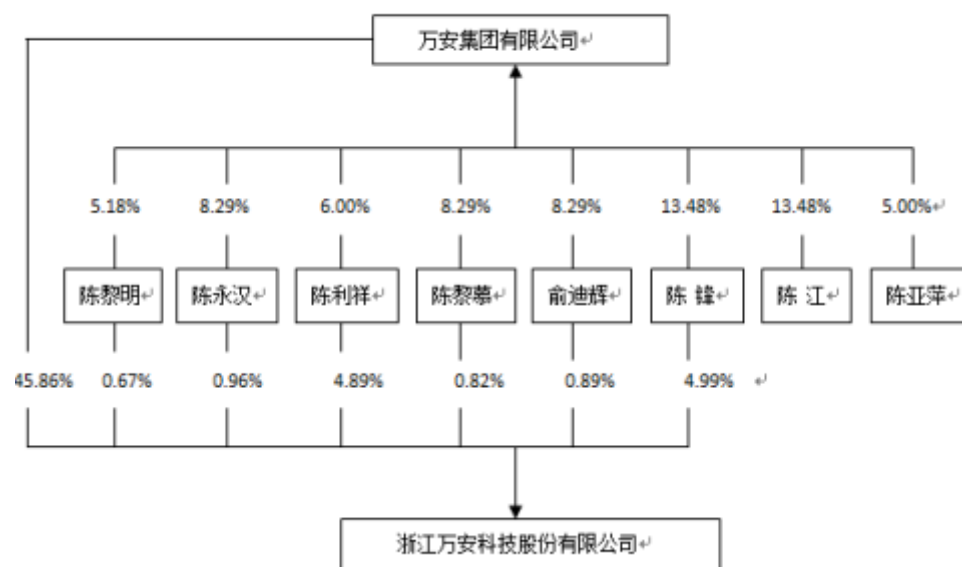 万安集团有限公司
5.18% 8.29% 6.00% 8.29% 8.29% 13.48% 13.48% 5.00%
陈黎明 陈永汉 陈利祥 陈黎慕 俞迪辉 陈 锋 陈 江 陈亚萍
45.86% 0.67% 0.96% 4.89% 0.82% 0.89% 4.99%
浙江万安科技股份有限公司